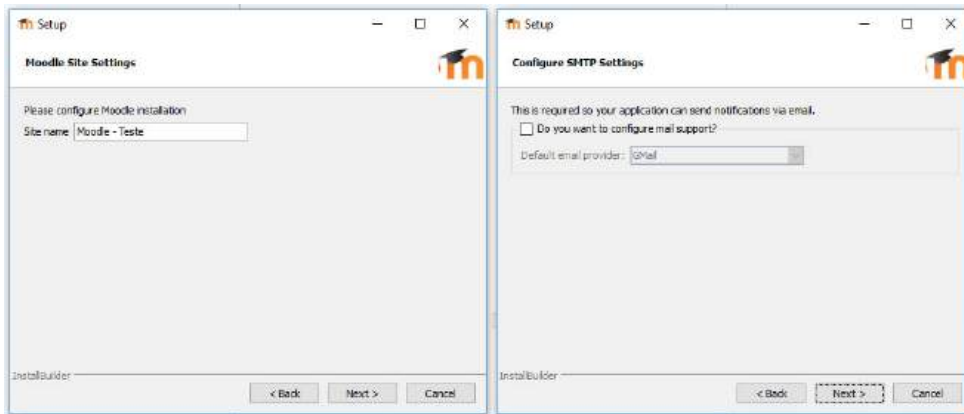 Setup
Moodle Site Settings
Please configure Moodle installation
Site name Moodle - Teste
InstallBuilder
< Back Next > Cancel
Setup
Configure SMTP Settings
This is required so your application can send notifications via email.
Do you want to configure mail support?
Default email provider: GMail
InstallBuilder
< Back Next > Cancel